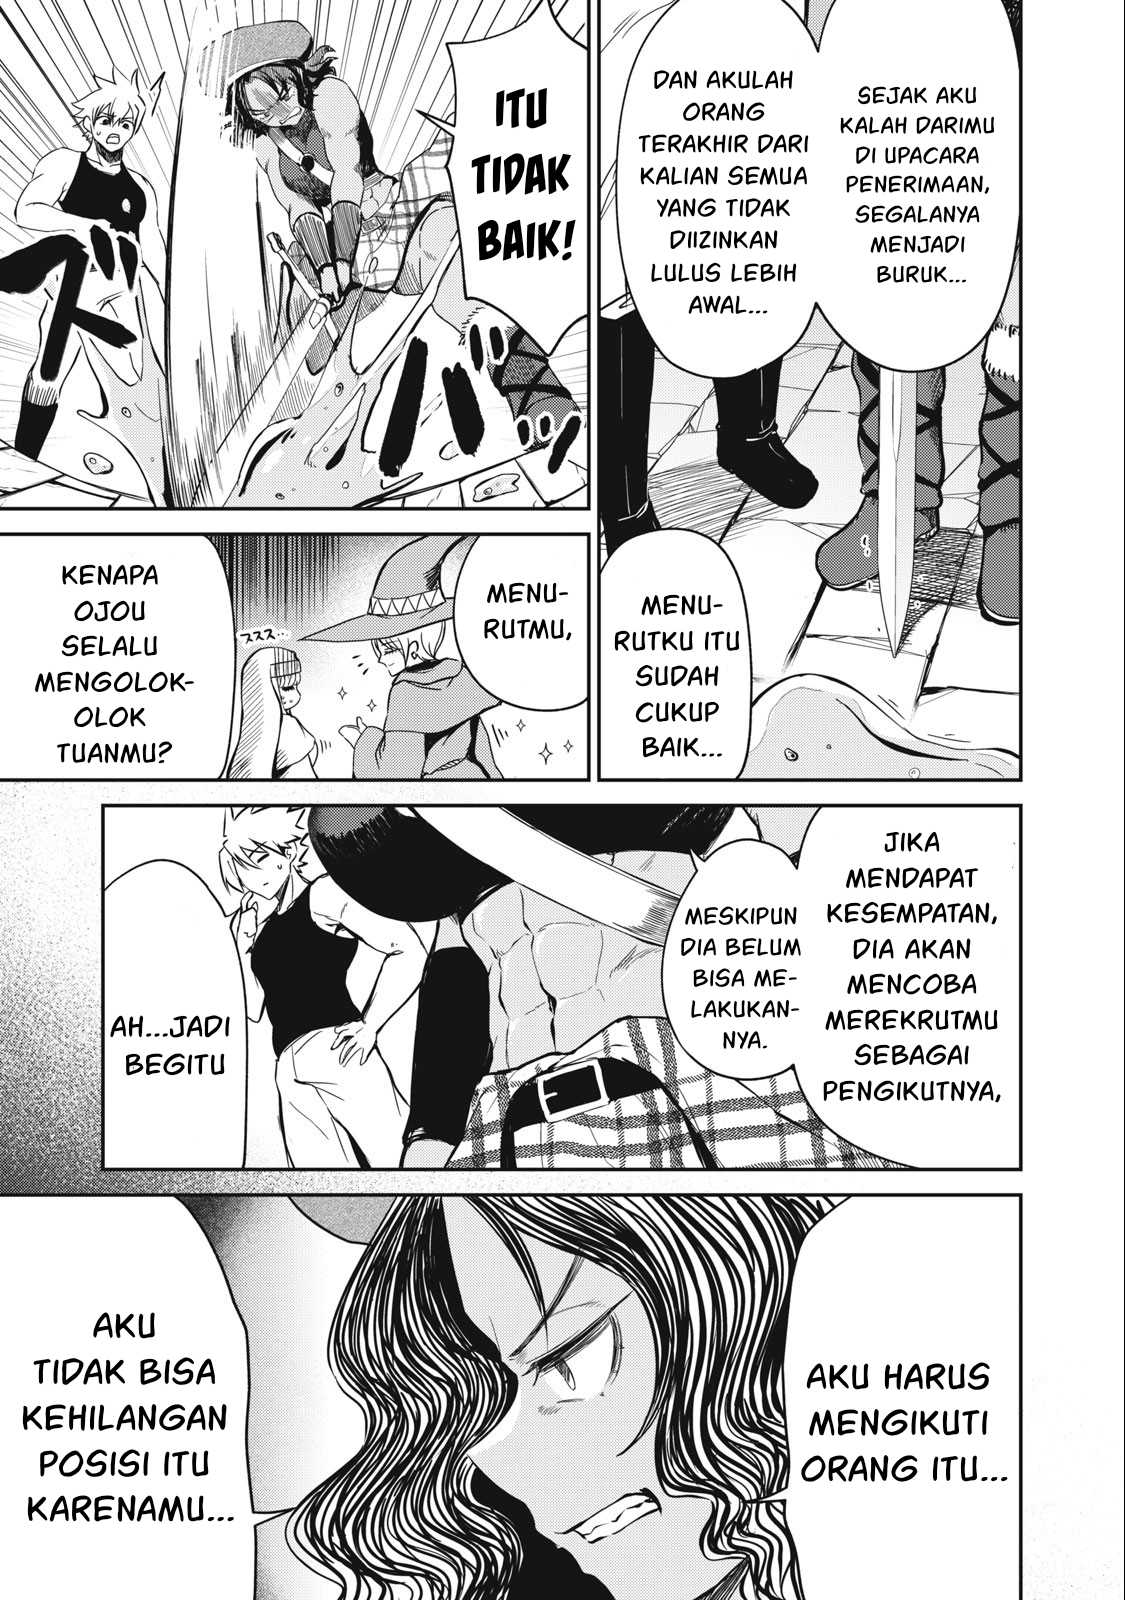 SEJAK AKU
KALAH DARIMU
DI UPACARA
PENERIMAAN,
SEGALANYA
MENJADI
BURUK...
DAN AKULAH
ORANG
TERAKHIR DARI
KALIAN SEMUA
YANG TIDAK
DIIZINKAN
LULUS LEBIH
AWAL...
MENU-
RUTKU ITU
SUDAH
CUKUP
BAIK...
ITU
TIDAK
BAIK!
MENU-
RUTMU,
ススス…
KENAPA
OJOU
SELALU
MENGOLOK-
OLOK
TUANMU?
JIKA
MENDAPAT
KESEMPATAN,
DIA AKAN
MENCOBA
MEREKRUTMU
SEBAGAI
PENGIKUTNYA,
MESKIPUN
DIA BELUM
BISA ME-
LAKUKAN-
NYA.
AH...JADI
BEGITU
AKU HARUS
MENGIKUTI
ORANG ITU...
AKU
TIDAK BISA
KEHILANGAN
POSISI ITU
KARENAMU...